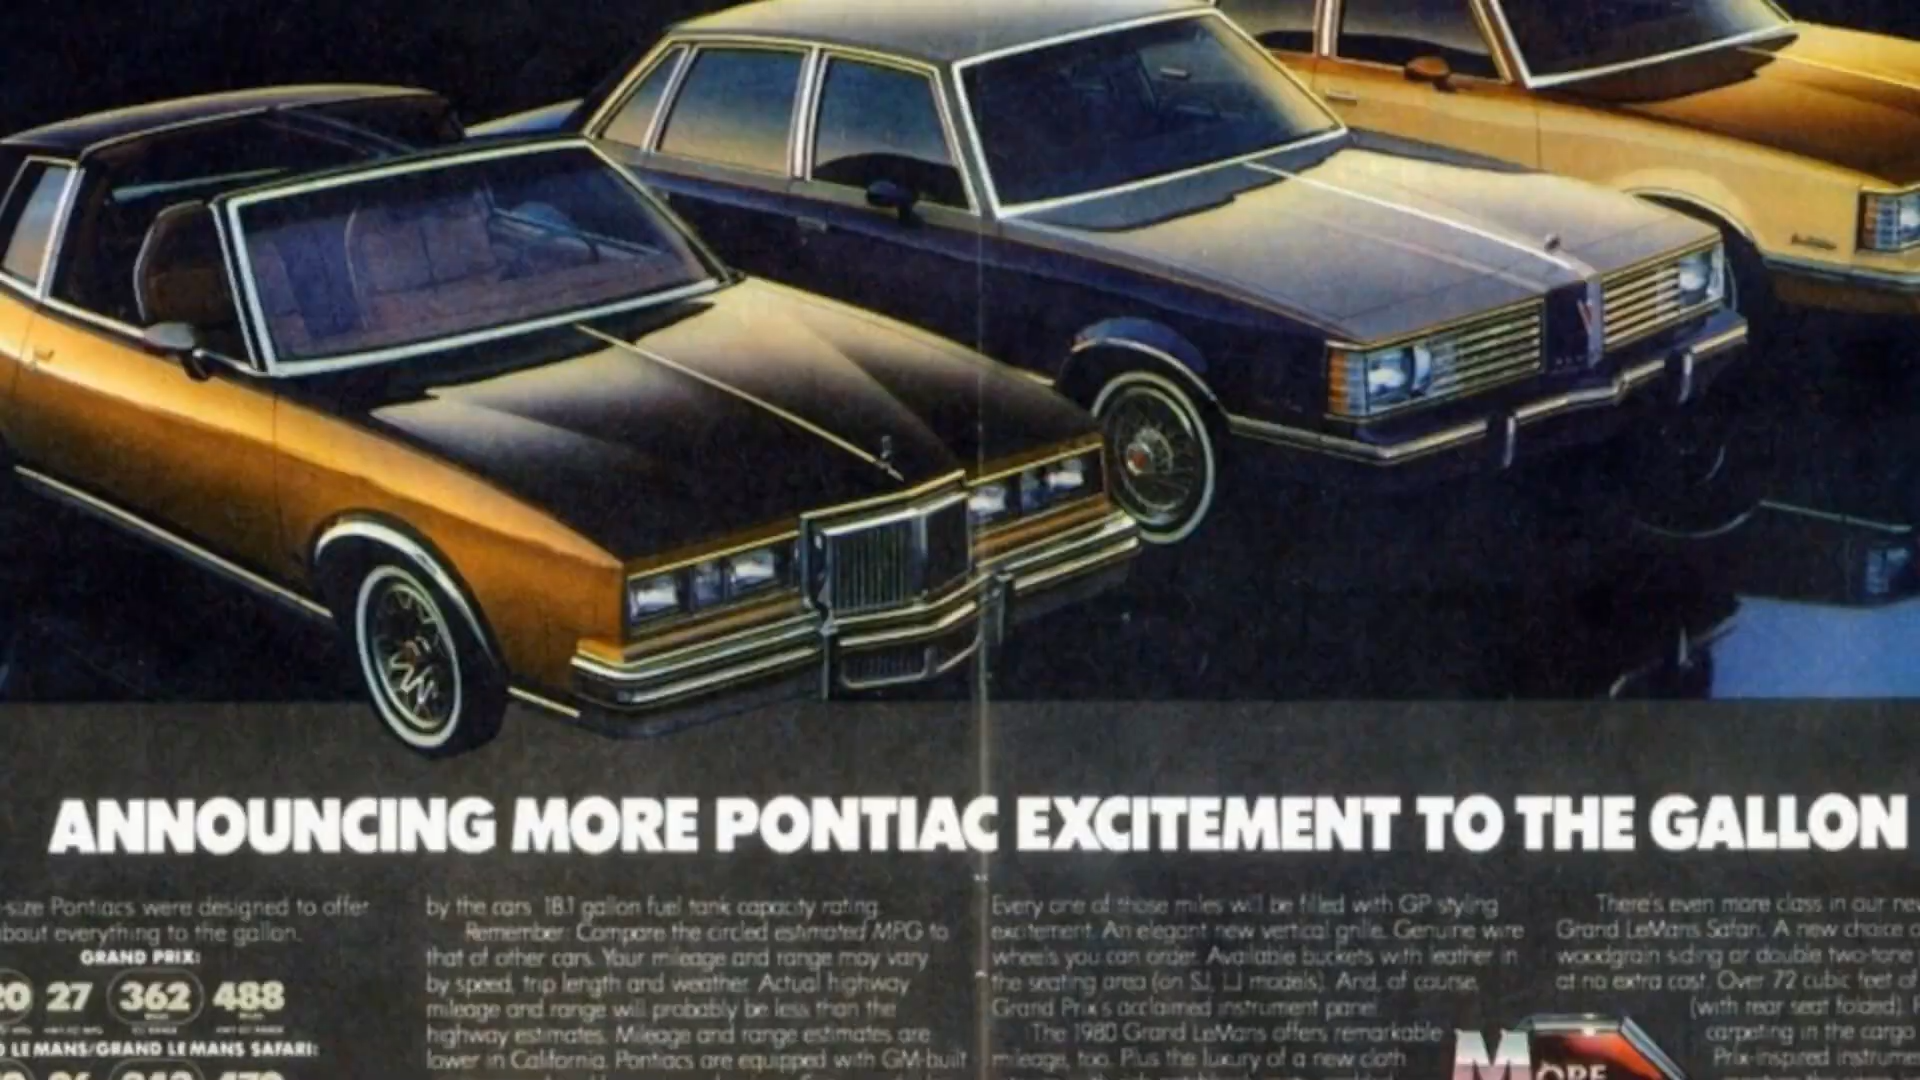 ANNOUNCING MORE PONTIAC EXCITEMENT TO THE GALLON
-size Pontiacs were designed to offer
about everything to the gallon.
GRAND PRIX:
20 27 362 488
LEMANS/GRAND LEMANS SAFARI:
by the cars 18.1 gallon fuel tank capacity rating.
Remember: Compare the circled estimated MPG to
that of other cars. Your mileage and range may vary
by speed, trip length and weather. Actual highway
mileage and range will probably be less than the
highway estimates. Mileage and range estimates are
lower in California. Pontiacs are equipped with GM-built
Every one of those miles will be filled with GP styling
excitement. An elegant new vertical grille. Genuine wire
wheels you can order. Available buckets with leather in
the seating area (on SJ, LJ models). And, of course,
Grand Prix's acclaimed instrument panel.
The 1980 Grand LeMans offers remarkable
mileage, too. Plus the luxury of a new cloth
There's even more class in our new
Grand LeMans Safari. A new choice of
woodgrain siding or double two-tone
at no extra cost. Over 72 cubic feet of
(with rear seat folded).
carpeting in the cargo
Prix-inspired
MORE